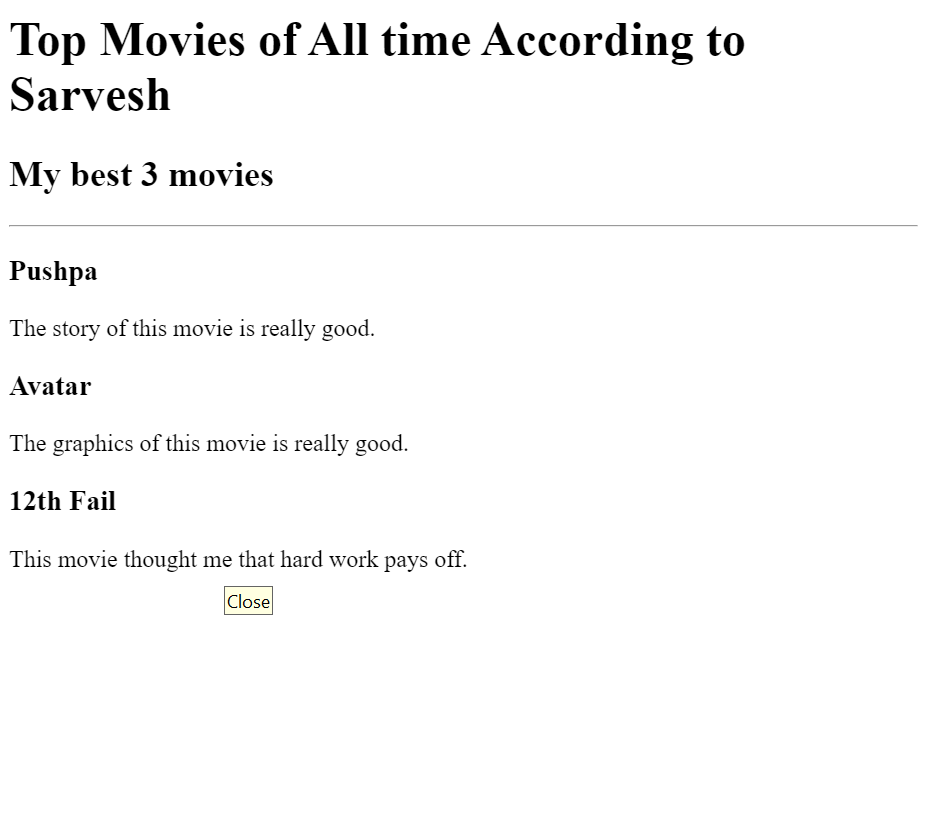 Top Movies of All time According to
Sarvesh
My best 3 movies
Pushpa
The story of this movie is really good.
Avatar
The graphics of this movie is really good.
12th Fail
This movie thought me that hard work pays off.
Close